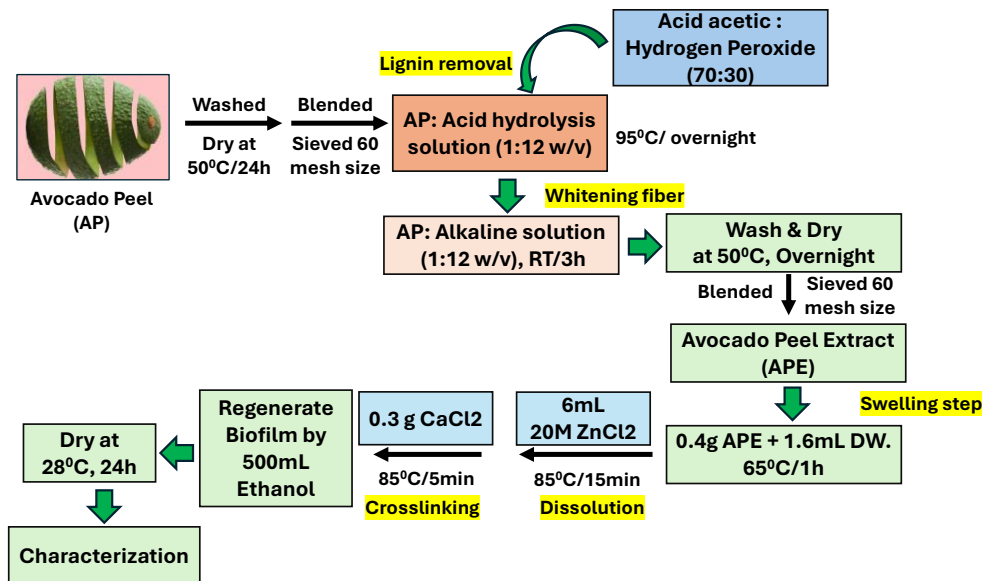 Acid acetic :
Hydrogen Peroxide
(70:30)
Lignin removal
Washed
Dry at
50⁰C/24h
Blended
Sieved 60
mesh size
AP: Acid hydrolysis
solution (1:12 w/v)
95⁰C/ overnight
Avocado Peel
(AP)
Whitening fiber
AP: Alkaline solution
(1:12 w/v), RT/3h
Wash & Dry
at 50⁰C, Overnight
Blended
Sieved 60
mesh size
Avocado Peel Extract
(APE)
Swelling step
0.4g APE + 1.6mL DW.
65⁰C/1h
6mL
20M ZnCl2
85⁰C/15min
Dissolution
0.3 g CaCl2
85⁰C/5min
Crosslinking
Regenerate
Biofilm by
500mL
Ethanol
Dry at
28⁰C, 24h
Characterization